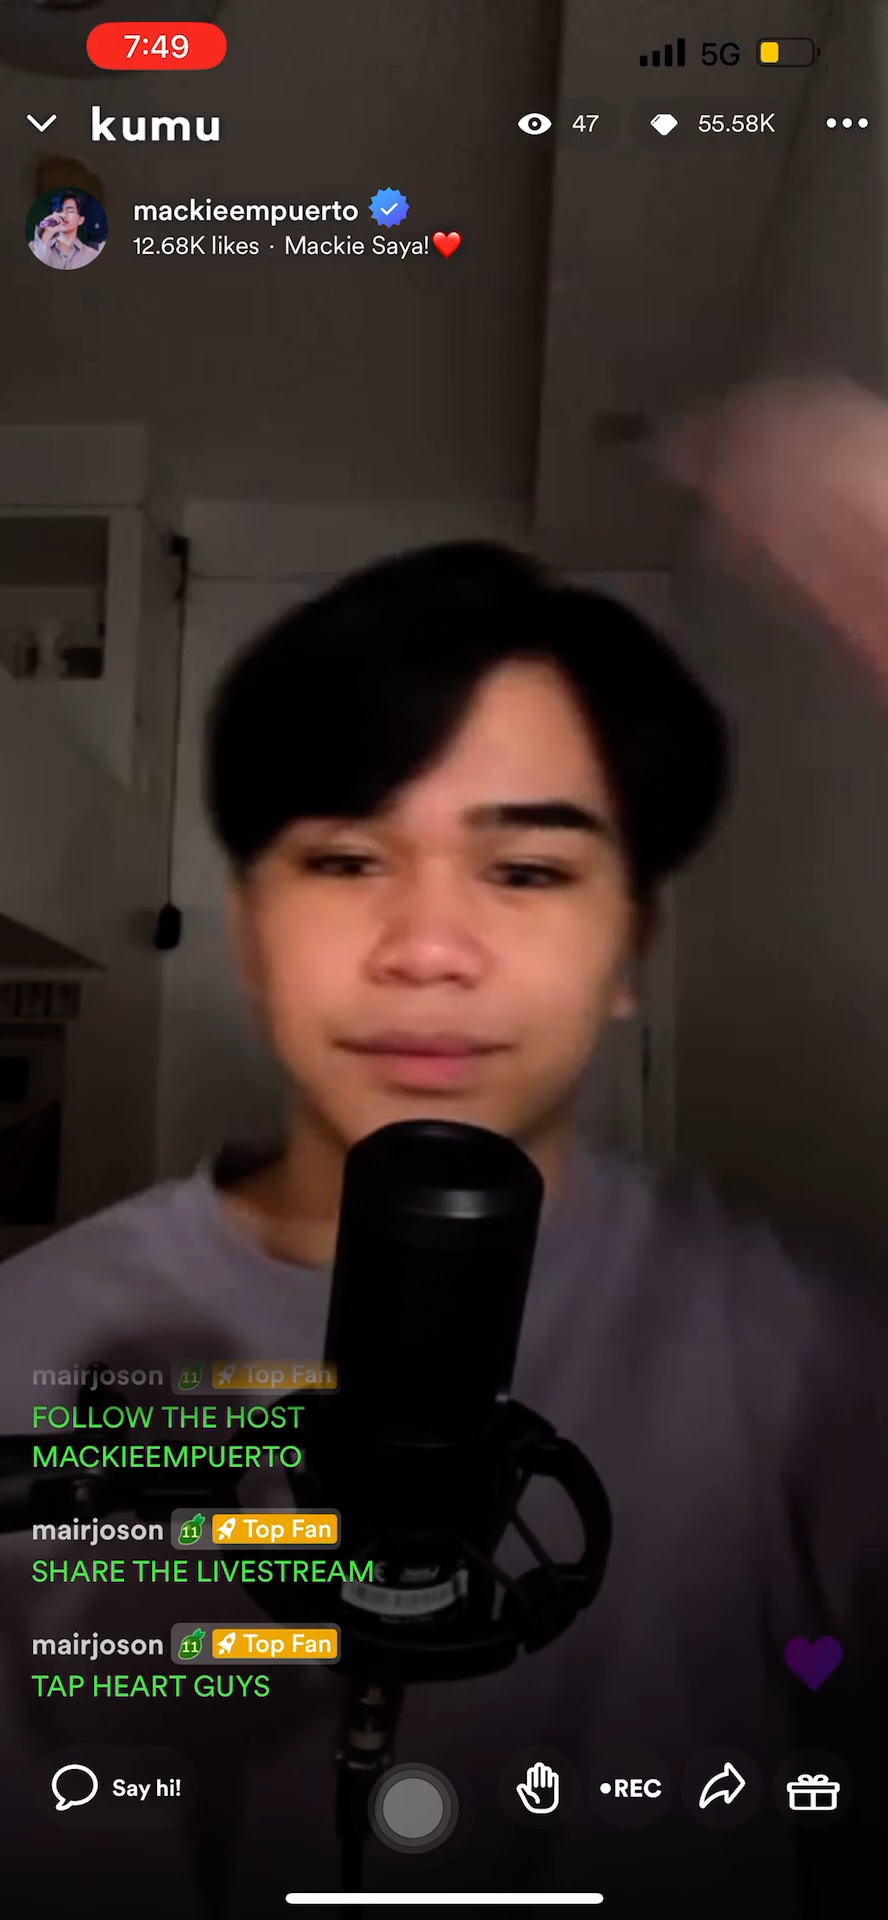 7:49
5G
kumu
47
55.58K
mackieempuerto
12.68K likes · Mackie Saya!❤️
mairjoson 11 Top Fan
FOLLOW THE HOST
MACKIEEMPUERTO
mairjoson 11 Top Fan
SHARE THE LIVESTREAM
mairjoson 11 Top Fan
TAP HEART GUYS
Say hi!
•REC